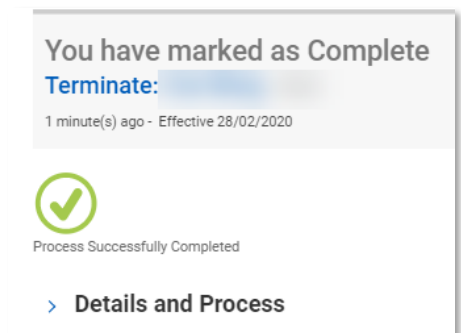 You have marked as Complete
Terminate:
1 minute(s) ago - Effective 28/02/2020
Process Successfully Completed
Details and Process